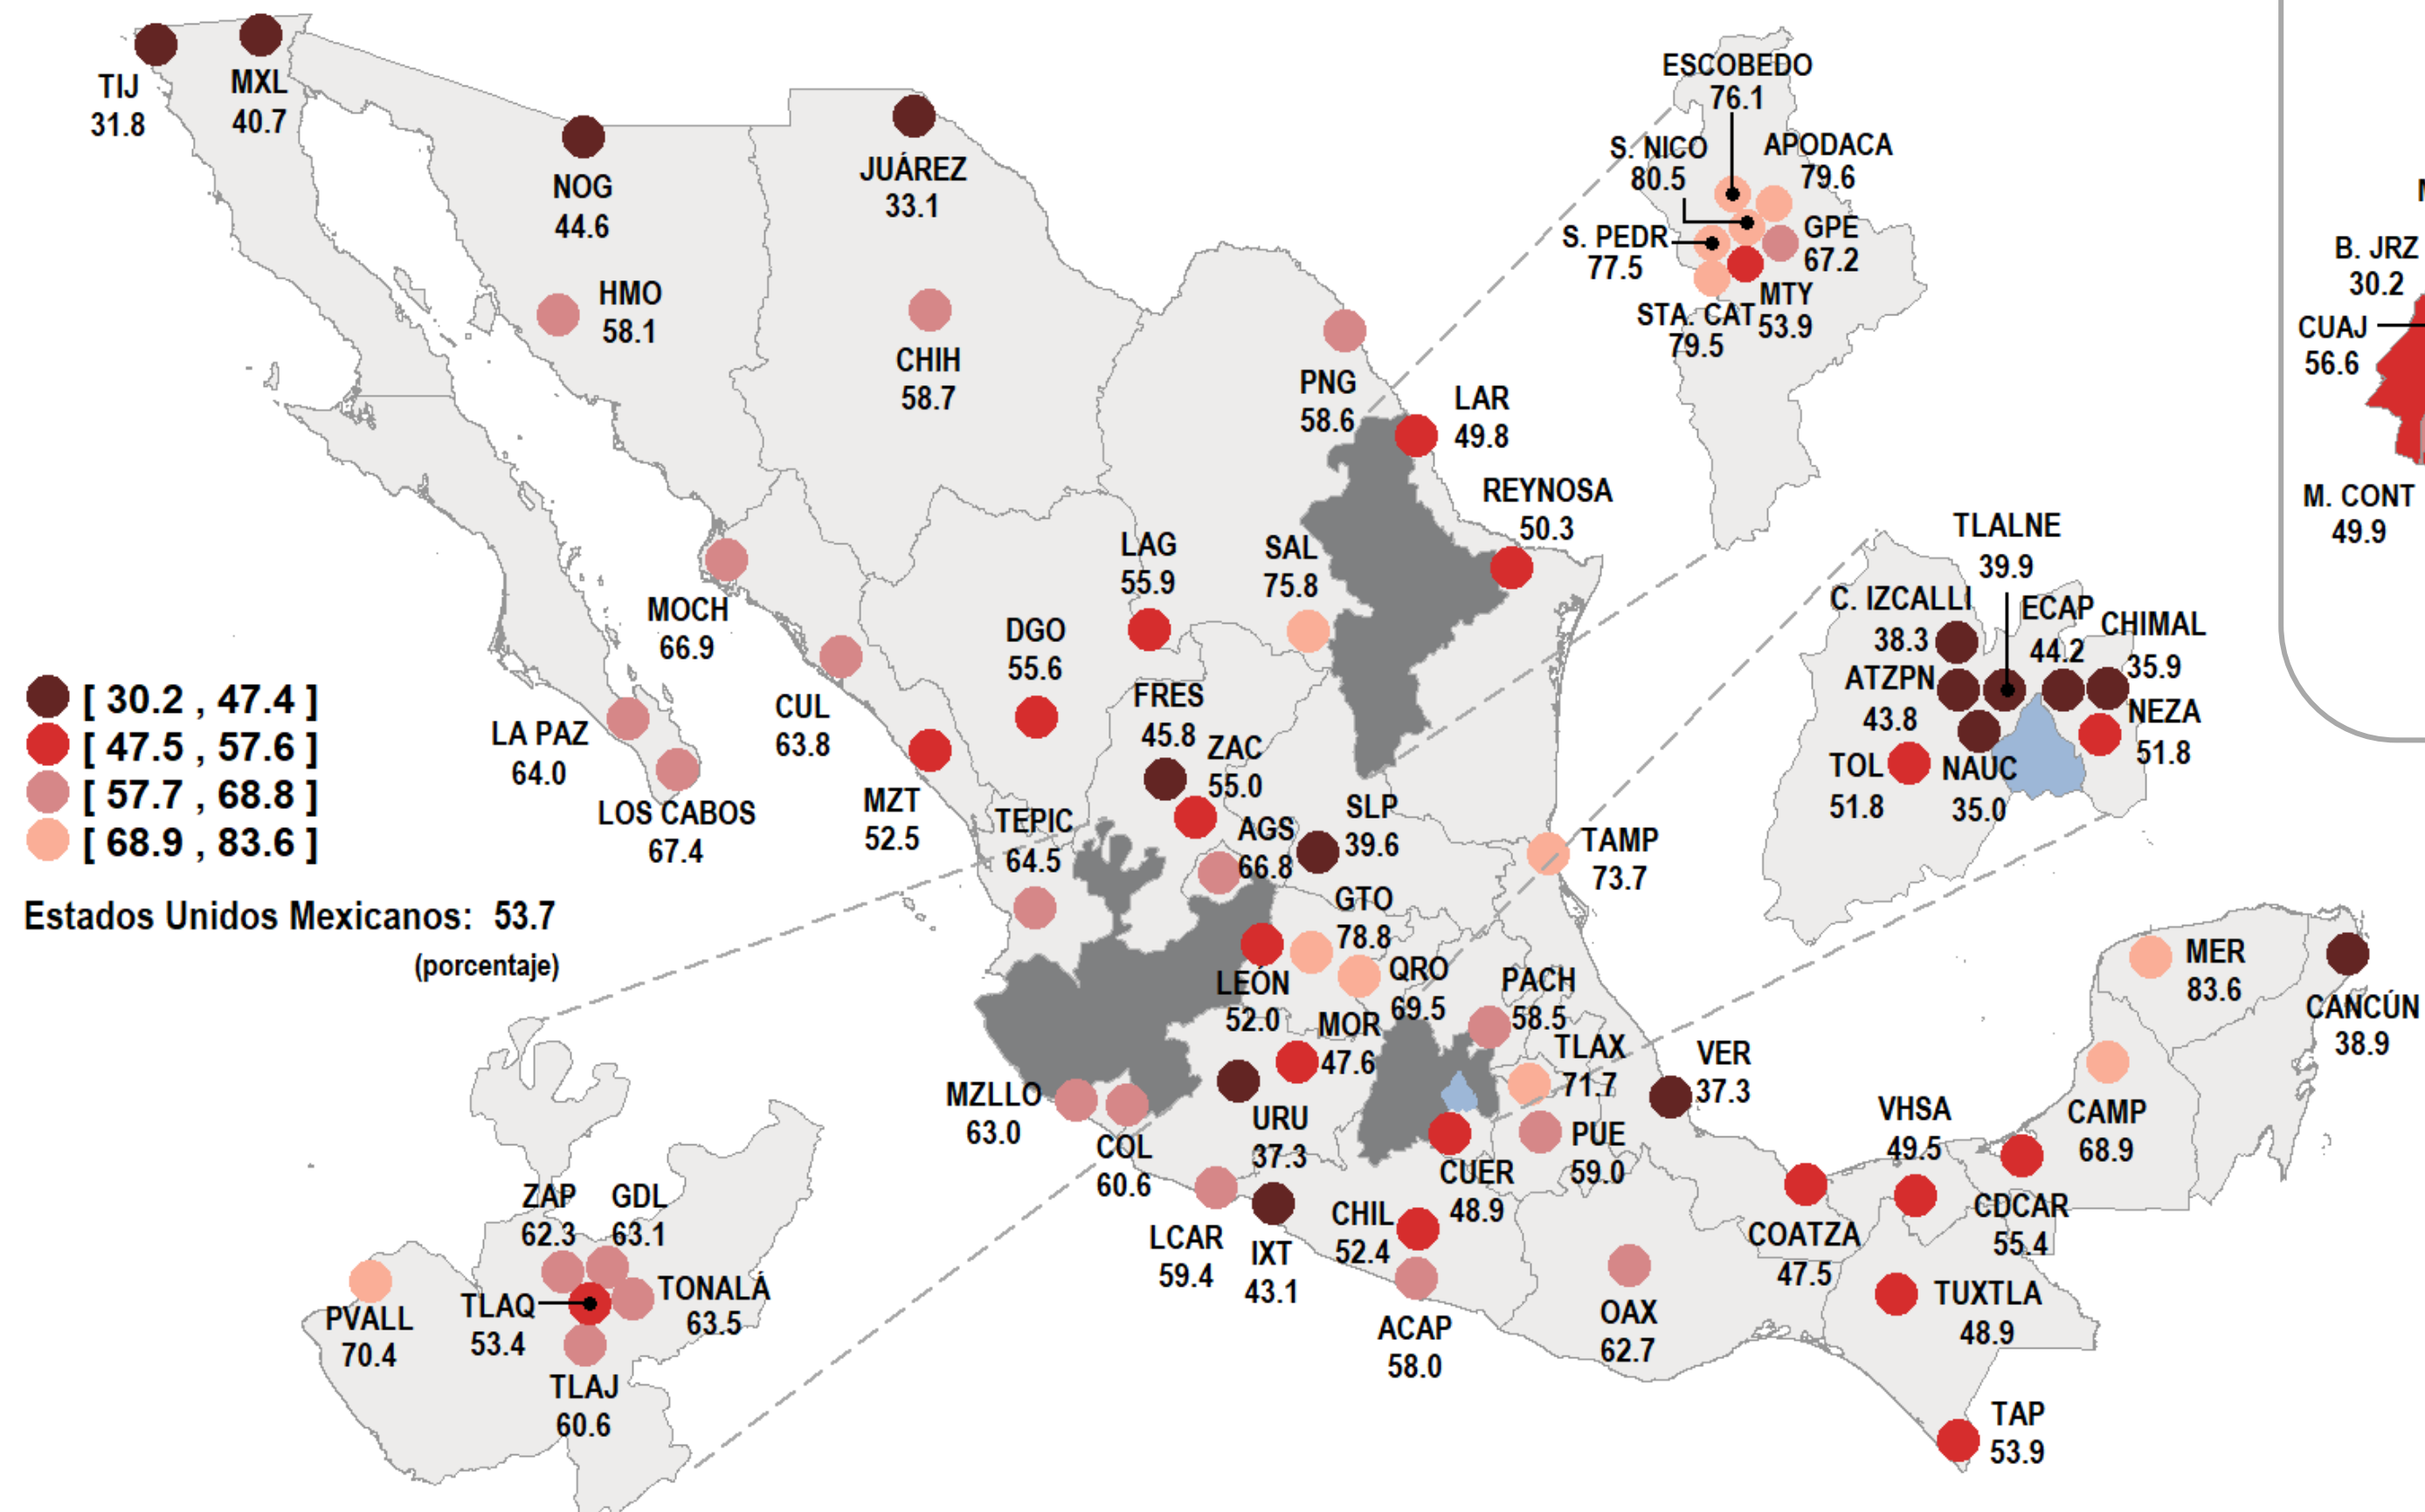 TIJ
31.8
MXL
40.7
NOG
44.6
HMO
58.1
JUÁREZ
33.1
CHIH
58.7
ESCOBEDO
76.1
S. NICO
80.5
APODACA
79.6
S. PEDR
77.5
GPE
67.2
STA. CAT
79.5
MTY
53.9
B. JRZ
30.2
CUAJ
56.6
M. CONT
49.9
PNG
58.6
LAR
49.8
REYNOSA
50.3
LAG
55.9
SAL
75.8
MOCH
66.9
DGO
55.6
CUL
63.8
LA PAZ
64.0
LOS CABOS
67.4
MZT
52.5
FRES
45.8
ZAC
55.0
TEPIC
64.5
AGS
66.8
SLP
39.6
TAMP
73.7
TLALNE
39.9
C. IZCALLI
38.3
ECAP
44.2
CHIMAL
35.9
ATZPN
43.8
NEZA
51.8
TOL
51.8
NAUC
35.0
[ 30.2 , 47.4 ]
[ 47.5 , 57.6 ]
[ 57.7 , 68.8 ]
[ 68.9 , 83.6 ]
Estados Unidos Mexicanos: 53.7
(porcentaje)
GTO
78.8
LEÓN
52.0
QRO
69.5
PACH
58.5
MOR
47.6
TLAX
71.7
VER
37.3
MER
83.6
CANCÚN
38.9
CAMP
68.9
MZLLO
63.0
COL
60.6
URU
37.3
CUER
48.9
PUE
59.0
VHSA
49.5
CDCAR
55.4
COATZA
47.5
LCAR
59.4
IXT
43.1
CHIL
52.4
ACAP
58.0
OAX
62.7
TUXTLA
48.9
TAP
53.9
ZAP
62.3
GDL
63.1
PVALL
70.4
TLAQ
53.4
TONALÁ
63.5
TLAJ
60.6